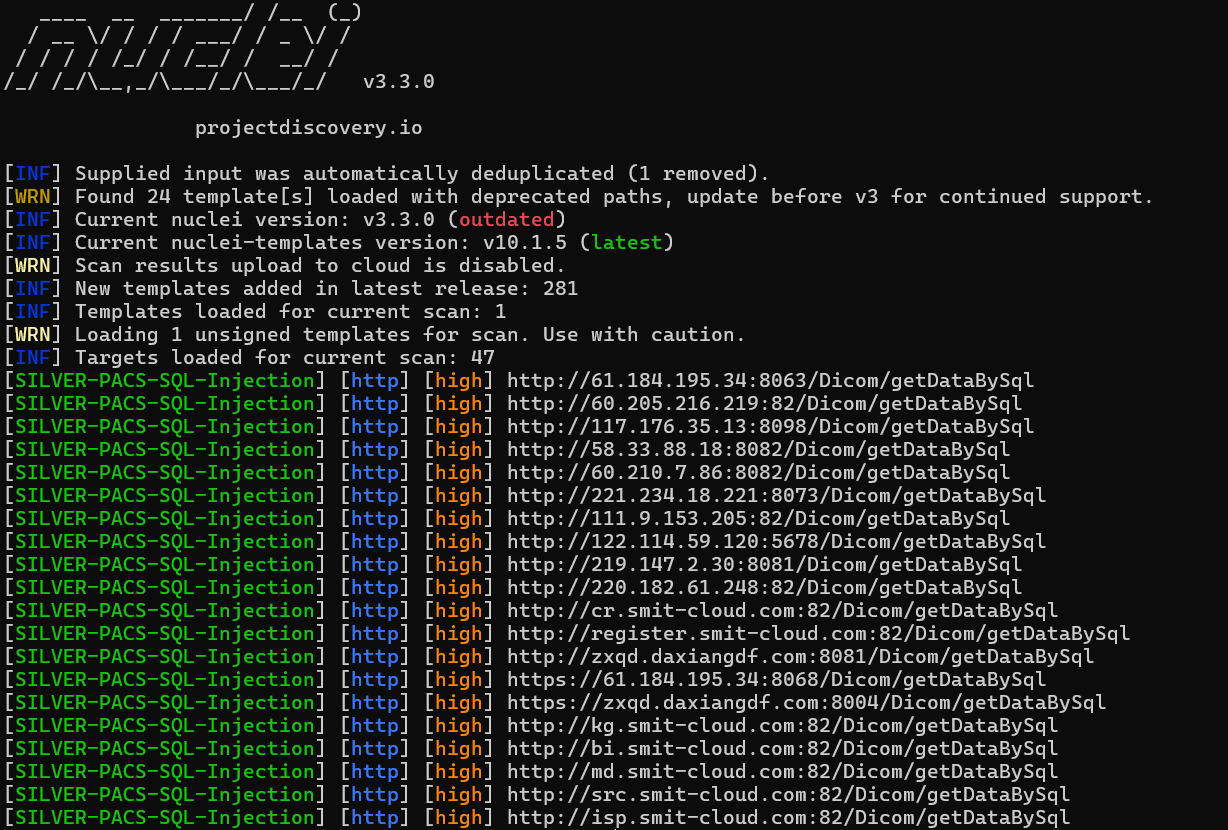 v3.3.0
projectdiscovery.io
[INF] Supplied input was automatically deduplicated (1 removed).
[WRN] Found 24 template[s] loaded with deprecated paths, update before v3 for continued support.
[INF] Current nuclei version: v3.3.0 (outdated)
[INF] Current nuclei-templates version: v10.1.5 (latest)
[WRN] Scan results upload to cloud is disabled.
[INF] New templates added in latest release: 281
[INF] Templates loaded for current scan: 1
[WRN] Loading 1 unsigned templates for scan. Use with caution.
[INF] Targets loaded for current scan: 47
[SILVER-PACS-SQL-Injection] [http] [high] http://61.184.195.34:8063/Dicom/getDataBySql
[SILVER-PACS-SQL-Injection] [http] [high] http://60.205.216.219:82/Dicom/getDataBySql
[SILVER-PACS-SQL-Injection] [http] [high] http://117.176.35.13:8098/Dicom/getDataBySql
[SILVER-PACS-SQL-Injection] [http] [high] http://58.33.88.18:8082/Dicom/getDataBySql
[SILVER-PACS-SQL-Injection] [http] [high] http://60.210.7.86:8082/Dicom/getDataBySql
[SILVER-PACS-SQL-Injection] [http] [high] http://221.234.18.221:8073/Dicom/getDataBySql
[SILVER-PACS-SQL-Injection] [http] [high] http://111.9.153.205:82/Dicom/getDataBySql
[SILVER-PACS-SQL-Injection] [http] [high] http://122.114.59.120:5678/Dicom/getDataBySql
[SILVER-PACS-SQL-Injection] [http] [high] http://219.147.2.30:8081/Dicom/getDataBySql
[SILVER-PACS-SQL-Injection] [http] [high] http://220.182.61.248:82/Dicom/getDataBySql
[SILVER-PACS-SQL-Injection] [http] [high] http://cr.smit-cloud.com:82/Dicom/getDataBySql
[SILVER-PACS-SQL-Injection] [http] [high] http://register.smit-cloud.com:82/Dicom/getDataBySql
[SILVER-PACS-SQL-Injection] [http] [high] http://zxqd.daxiangdf.com:8081/Dicom/getDataBySql
[SILVER-PACS-SQL-Injection] [http] [high] https://61.184.195.34:8068/Dicom/getDataBySql
[SILVER-PACS-SQL-Injection] [http] [high] https://zxqd.daxiangdf.com:8004/Dicom/getDataBySql
[SILVER-PACS-SQL-Injection] [http] [high] http://kg.smit-cloud.com:82/Dicom/getDataBySql
[SILVER-PACS-SQL-Injection] [http] [high] http://bi.smit-cloud.com:82/Dicom/getDataBySql
[SILVER-PACS-SQL-Injection] [http] [high] http://md.smit-cloud.com:82/Dicom/getDataBySql
[SILVER-PACS-SQL-Injection] [http] [high] http://src.smit-cloud.com:82/Dicom/getDataBySql
[SILVER-PACS-SQL-Injection] [http] [high] http://isp.smit-cloud.com:82/Dicom/getDataBySql